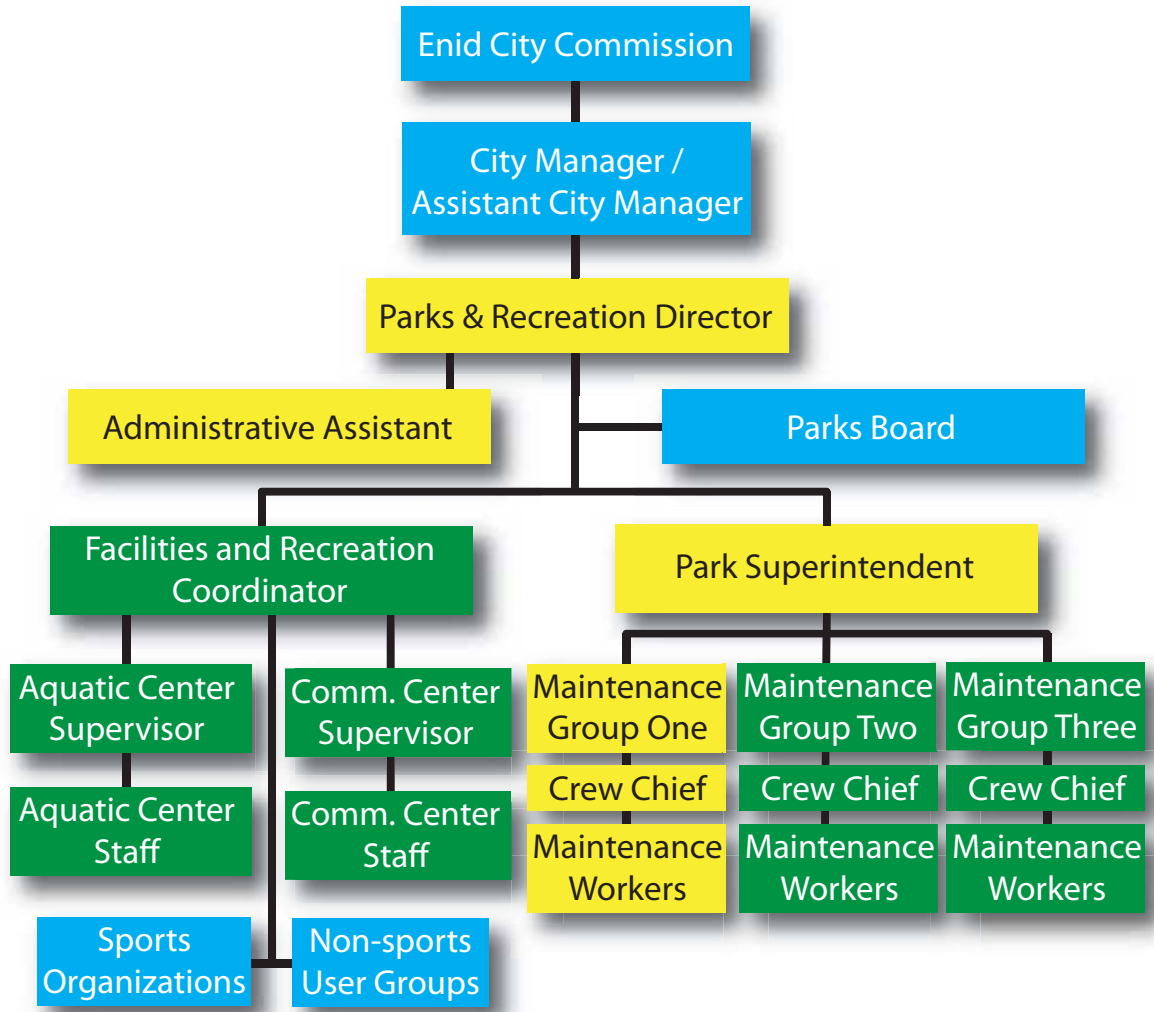 Enid City Commission
City Manager /
Assistant City Manager
Parks & Recreation Director
Administrative Assistant
Parks Board
Facilities and Recreation
Coordinator
Park Superintendent
Aquatic Center
Supervisor
Comm. Center
Supervisor
Maintenance
Group One
Maintenance
Group Two
Maintenance
Group Three
Crew Chief
Crew Chief
Crew Chief
Aquatic Center
Staff
Comm. Center
Staff
Maintenance
Workers
Maintenance
Workers
Maintenance
Workers
Sports
Organizations
Non-sports
User Groups